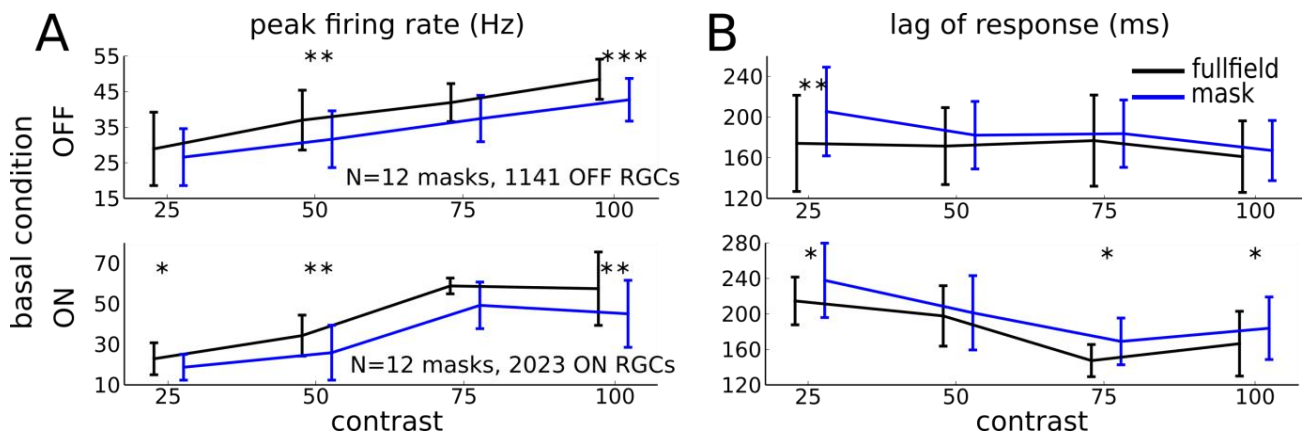 A
peak firing rate (Hz)
B
lag of response (ms)
basal condition
OFF
55
45
35
25
15
** ***
N=12 masks, 1141 OFF RGCs
25 50 75 100
240
200
160
120
**
fullfield
mask
25 50 75 100
ON
70
50
30
10
* ** **
N=12 masks, 2023 ON RGCs
25 50 75 100
contrast
280
240
200
160
120
* * *
25 50 75 100
contrast